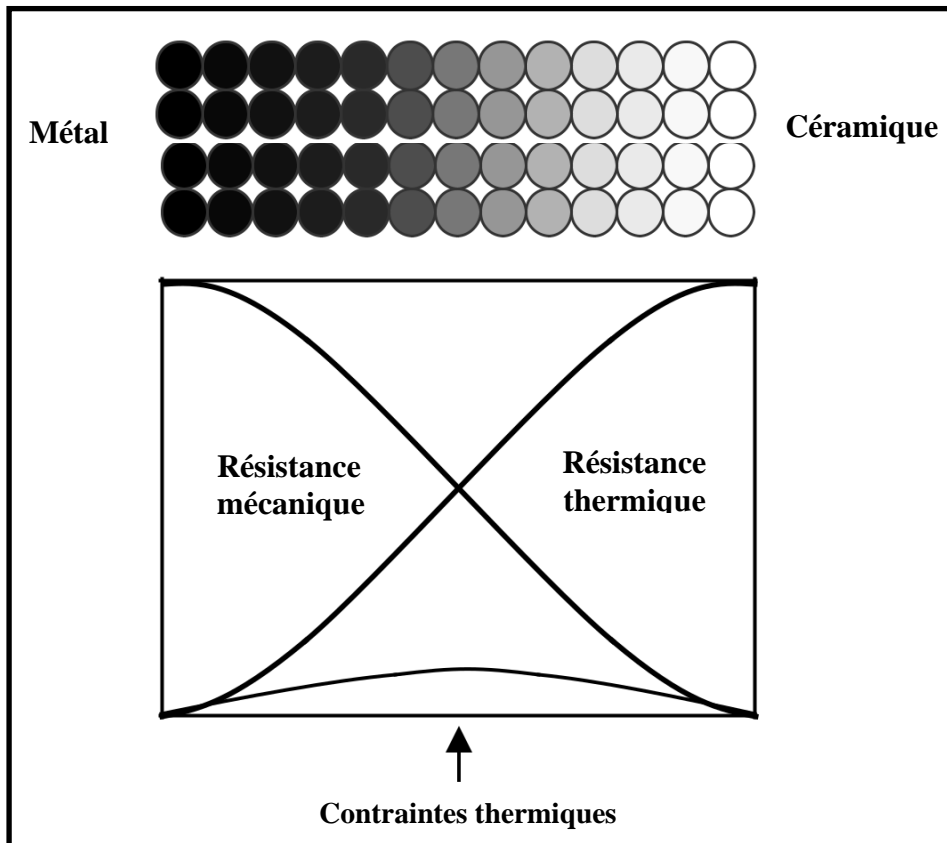 Métal
Céramique
Résistance
mécanique
Résistance
thermique
Contraintes thermiques